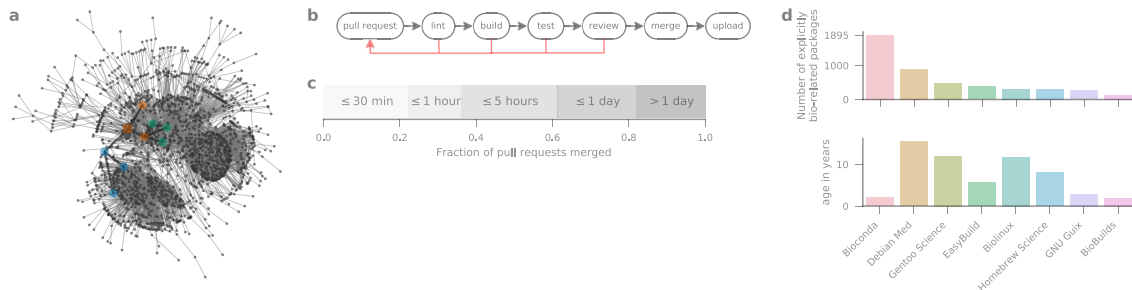 a
b
pull request
lint
build
test
review
merge
upload
c
≤ 30 min
≤ 1 hour
≤ 5 hours
≤ 1 day
> 1 day
0.0
0.2
0.4
0.6
0.8
1.0
Fraction of pull requests merged
d
Number of explicitly
bio-related packages
1895
1000
0
age in years
10
0
Bioconda
Debian Med
Gentoo Science
EasyBuild
Biolinux
Homebrew Science
GNU Guix
BioBuilds